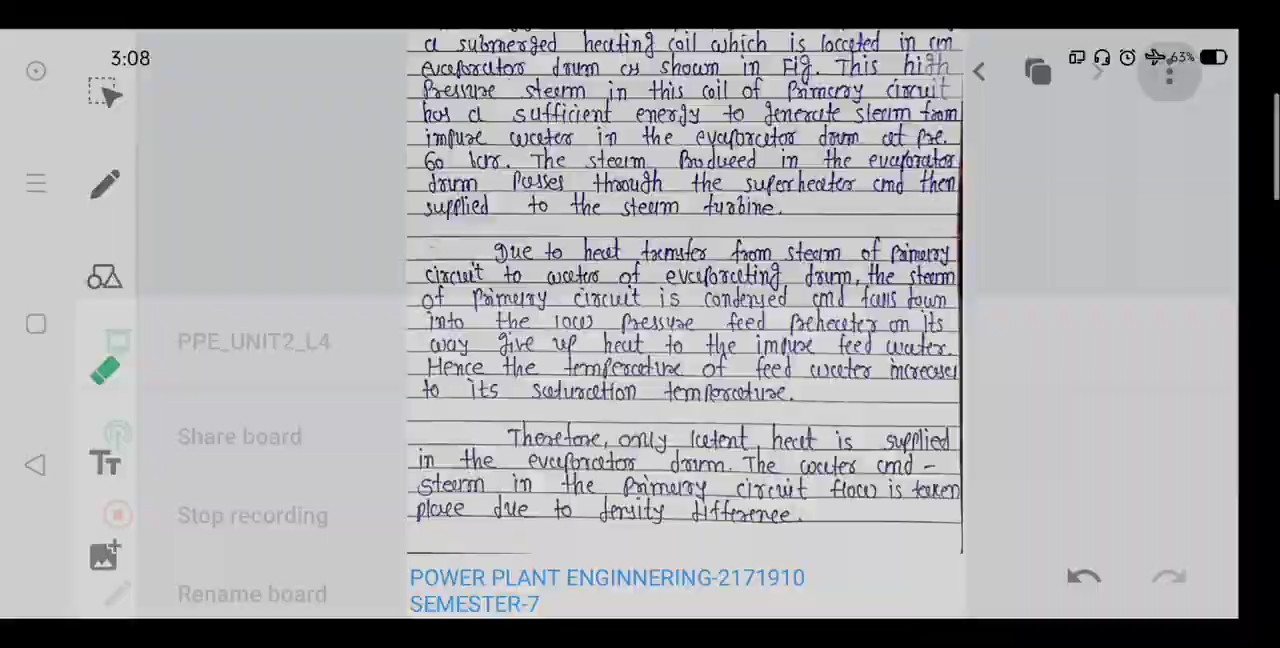 3:08
63%
a submerged heating coil which is located in an
evaporator drum as shown in Fig. This high
Pressure steam in this coil of Primary circuit
has a sufficient energy to generate steam from
impure water in the evaporator drum at pre.
60 bar. The steam Produced in the evaporator
drum Passes through the superheater and then
supplied to the steam turbine.
Due to heat transfer from steam of Primary
circuit to water of evaporating drum, the steam
of Primary circuit is condensed and falls down
into the low Pressure feed Preheater on its
way give up heat to the impure feed water.
Hence the temperature of feed water increases
to its saturation temperature.
Therefore, only latent heat is supplied
in the evaporator drum. The water and -
Steam in the Primary circuit flow is taken
place due to density difference.
PPE_UNIT2_L4
Share board
Stop recording
Rename board
TT
POWER PLANT ENGINNERING-2171910
SEMESTER-7